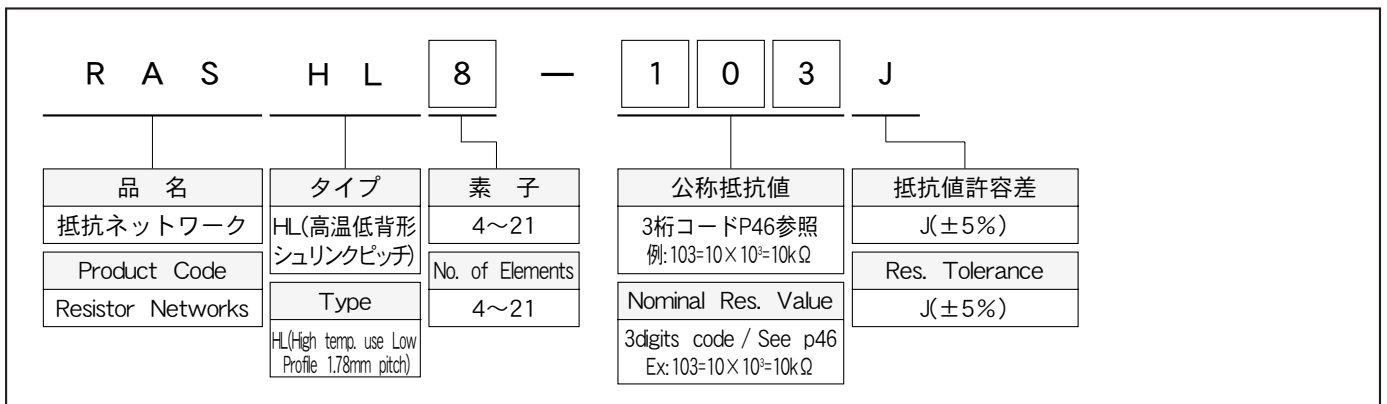 R A S H L 8 — 1 0 3 J
品 名
抵抗ネットワーク
Product Code
Resistor Networks
タイプ
HL(高温低背形
シュリンクピッチ)
Type
HL(High temp. use Low
Profile 1.78mm pitch)
素 子
4～21
No. of Elements
4～21
公称抵抗値
3桁コードP46参照
例:103=10×10³=10kΩ
Nominal Res. Value
3digits code / See p46
Ex:103=10×10³=10kΩ
抵抗値許容差
J(±5%)
Res. Tolerance
J(±5%)